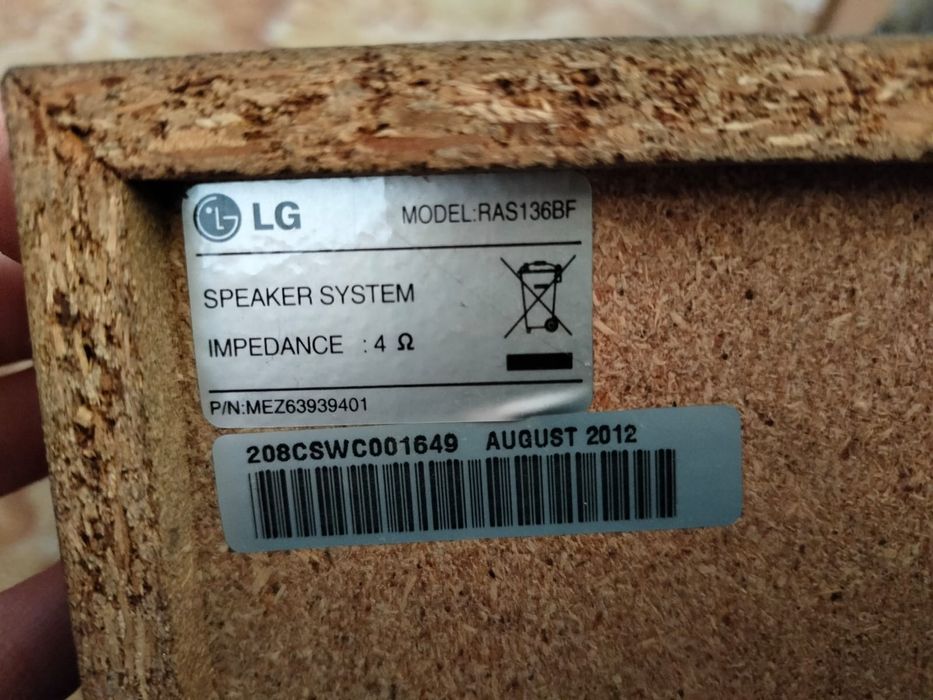 LG MODEL:RAS136BF
SPEAKER SYSTEM
IMPEDANCE : 4 Ω
P/N:MEZ63939401
208CSWC001649 AUGUST 2012